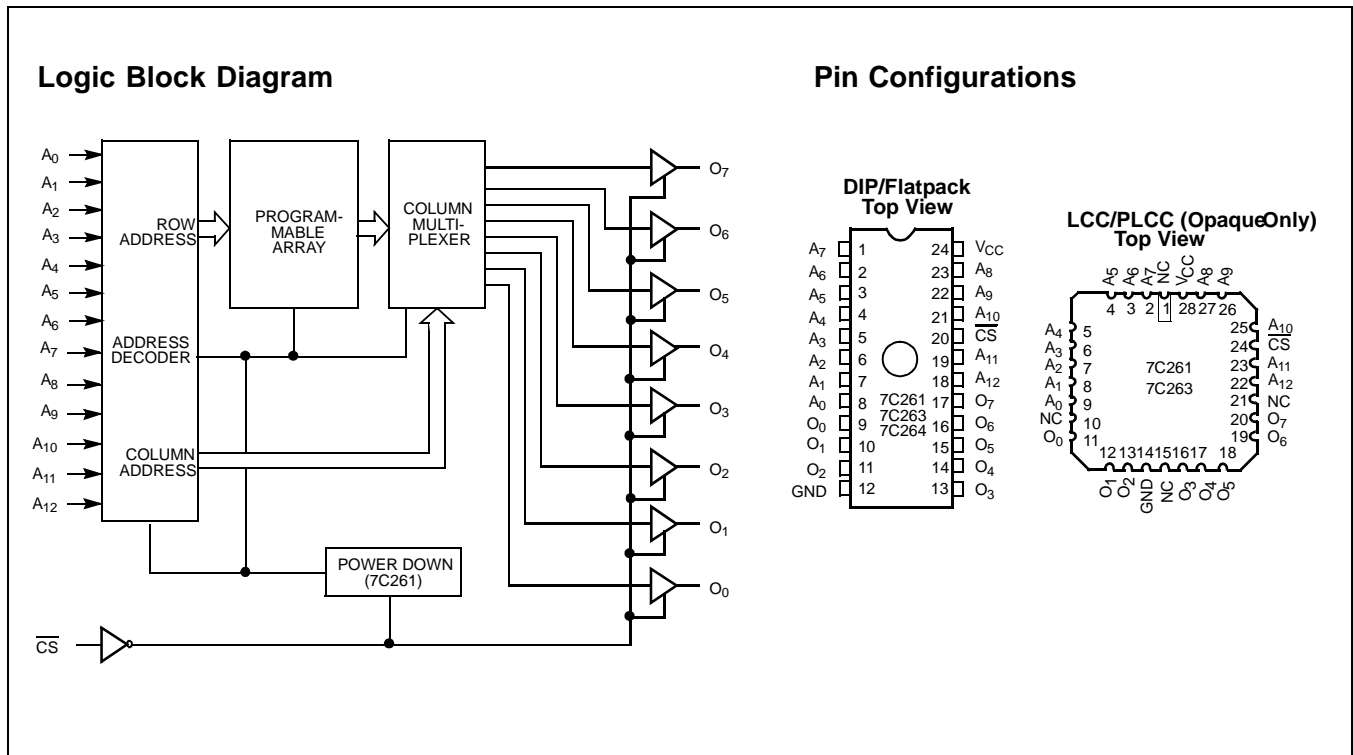 Logic Block Diagram
A0
A1
A2
A3
A4
A5
A6
A7
A8
A9
A10
A11
A12
ROW
ADDRESS
ADDRESS
DECODER
COLUMN
ADDRESS
PROGRAM-
MABLE
ARRAY
COLUMN
MULTI-
PLEXER
POWER DOWN
(7C261)
CS
O7
O6
O5
O4
O3
O2
O1
O0
Pin Configurations
DIP/Flatpack
Top View
A7 1 24 VCC
A6 2 23 A8
A5 3 22 A9
A4 4 21 A10
A3 5 20 CS
A2 6 19 A11
A1 7 18 A12
A0 8 17 O7
O0 9 16 O6
O1 10 15 O5
O2 11 14 O4
GND 12 13 O3
7C261
7C263
7C264
LCC/PLCC (OpaqueOnly)
Top View
A5 A6 A7 NC VCC A8 A9
4 3 2 1 28 27 26
A4 5 25 A10
A3 6 24 CS
A2 7 23 A11
A1 8 22 A12
A0 9 21 NC
NC 10 20 O7
O0 11 19 O6
7C261
7C263
12 13 14 15 16 17 18
O1 O2 GND NC O3 O4 O5